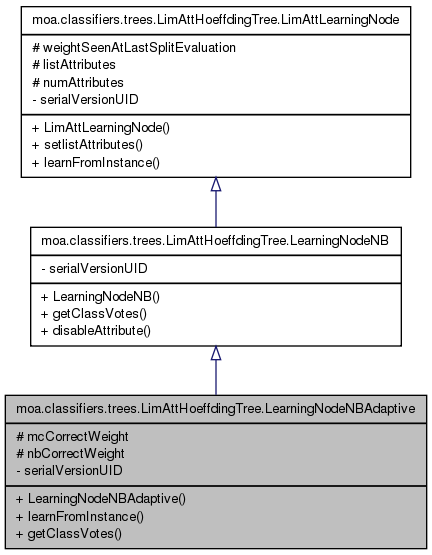 moa.classifiers.trees.LimAttHoeffdingTree.LimAttLearningNode
# weightSeenAtLastSplitEvaluation
# listAttributes
# numAttributes
- serialVersionUID
+ LimAttLearningNode()
+ setlistAttributes()
+ learnFromInstance()
moa.classifiers.trees.LimAttHoeffdingTree.LearningNodeNB
- serialVersionUID
+ LearningNodeNB()
+ getClassVotes()
+ disableAttribute()
moa.classifiers.trees.LimAttHoeffdingTree.LearningNodeNBAdaptive
# mcCorrectWeight
# nbCorrectWeight
- serialVersionUID
+ LearningNodeNBAdaptive()
+ learnFromInstance()
+ getClassVotes()